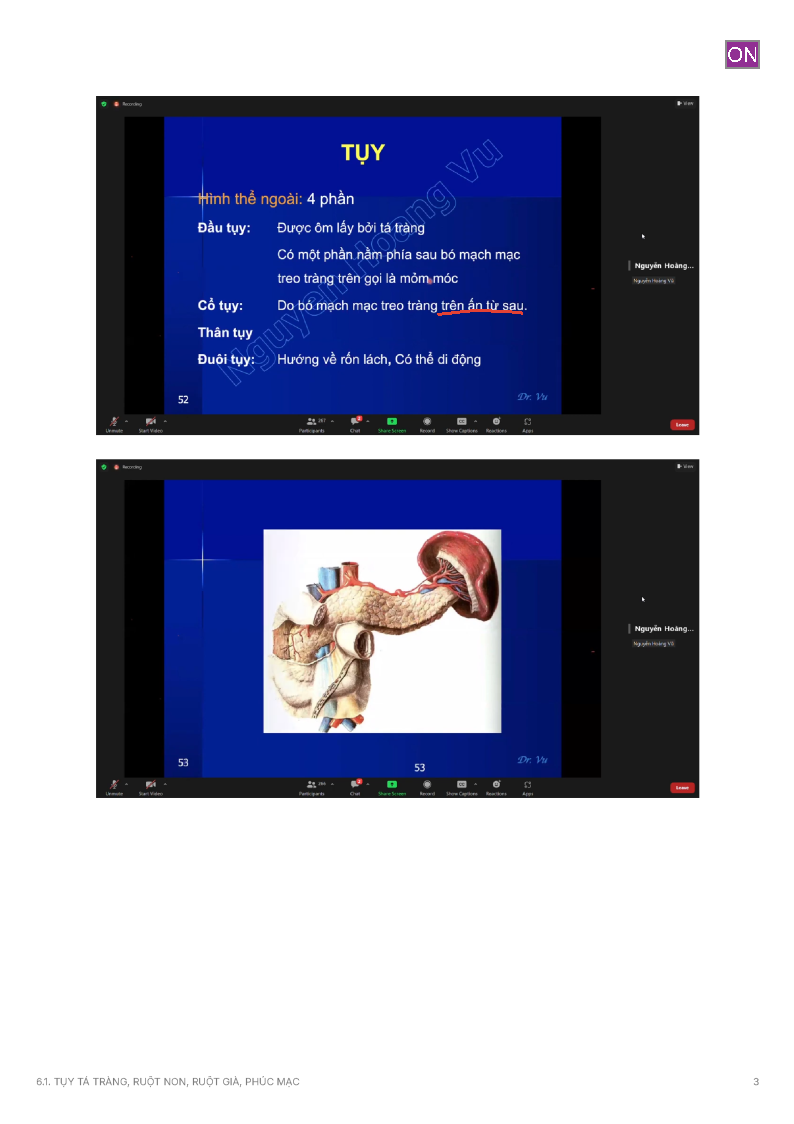 ON
Recording
View
TỤY
Hình thể ngoài: 4 phần
Đầu tụy: Được ôm lấy bởi tá tràng
Có một phần nằm phía sau bó mạch mạc
treo tràng trên gọi là mỏm móc
Cổ tụy: Do bó mạch mạc treo tràng trên ấn từ sau.
Thân tụy
Đuôi tụy: Hướng về rốn lách, Có thể di động
Nguyen Hoang Vu
52
Dr. Vu
Nguyễn Hoàng...
Nguyễn Hoàng Vũ
Unmute Start Video Participants 287 Chat Share Screen Record Show Captions Reactions Apps Leave
Recording
View
Nguyễn Hoàng...
Nguyễn Hoàng Vũ
53
53
Dr. Vu
Unmute Start Video Participants Chat Share Screen Record Show Captions Reactions Apps Leave
6.1. TỤY TÁ TRÀNG, RUỘT NON, RUỘT GIÀ, PHÚC MẠC
3